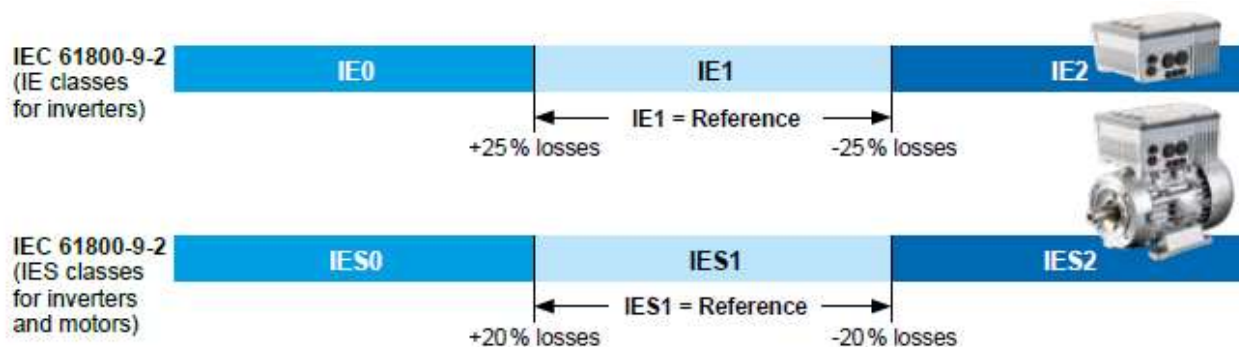 IEC 61800-9-2
(IE classes
for inverters)
IE0
IE1
IE2
IE1 = Reference
+25% losses
-25% losses
IEC 61800-9-2
(IES classes
for inverters
and motors)
IES0
IES1
IES2
IES1 = Reference
+20% losses
-20% losses